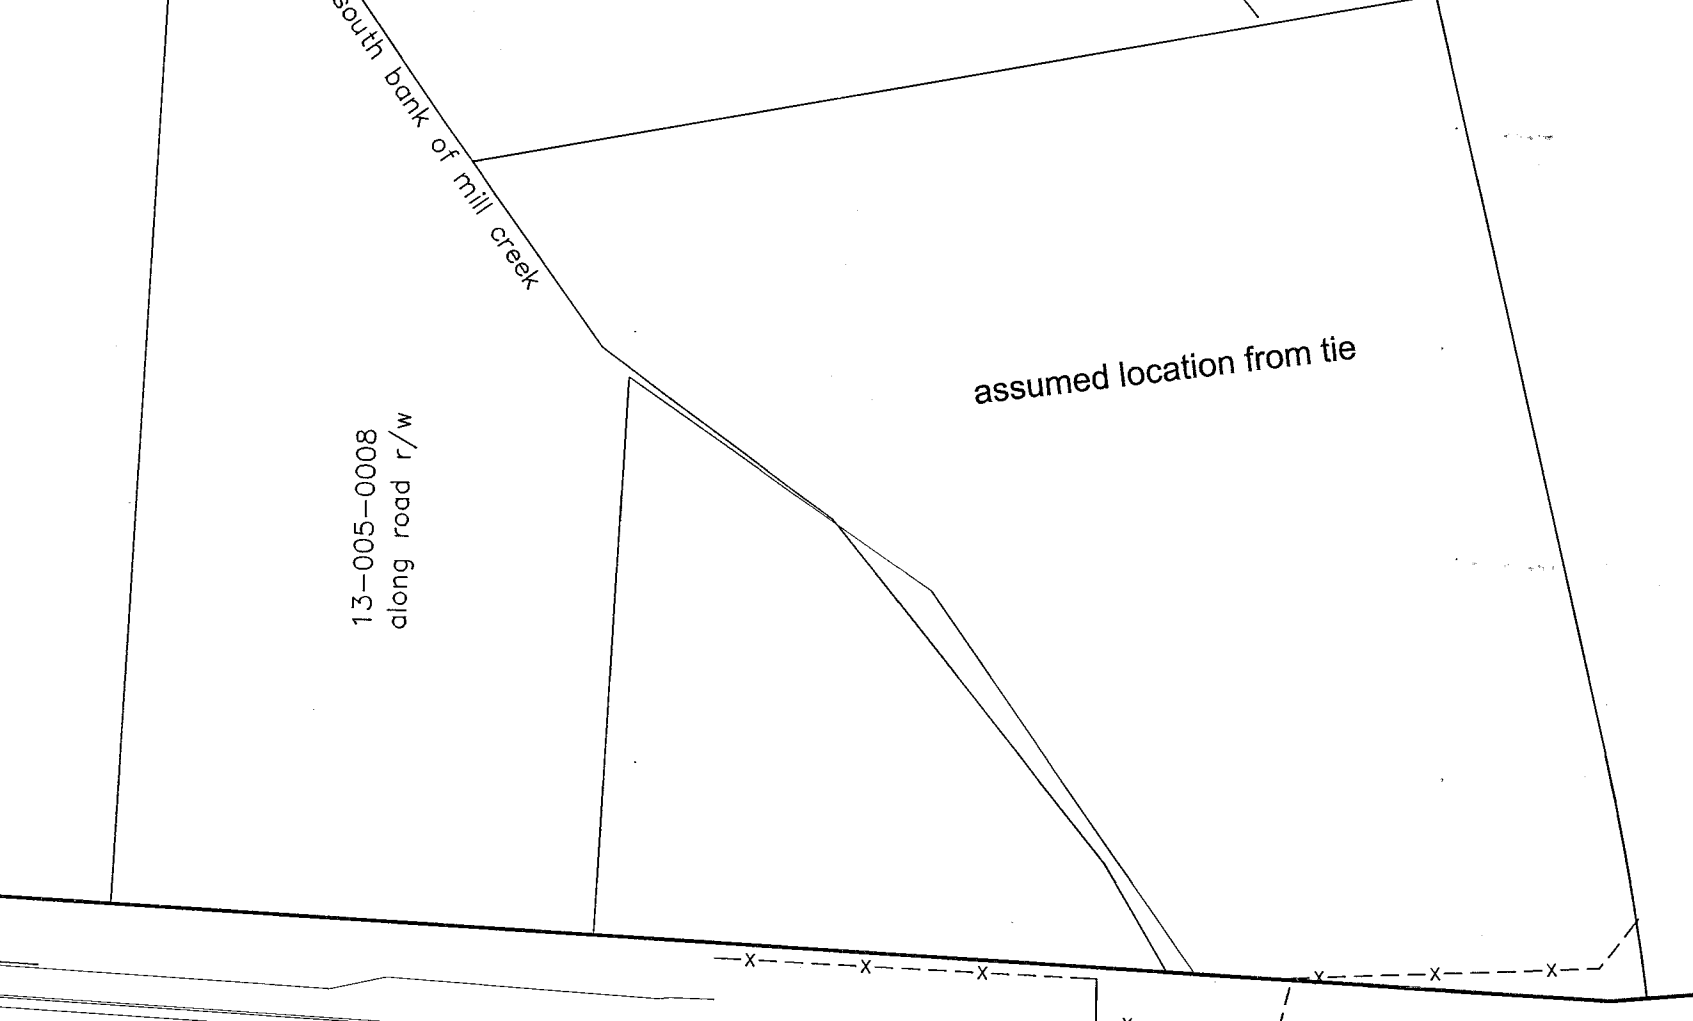 south bank of mill creek
assumed location from tie
13-005-0008
along road r/w
x x x x x x
x